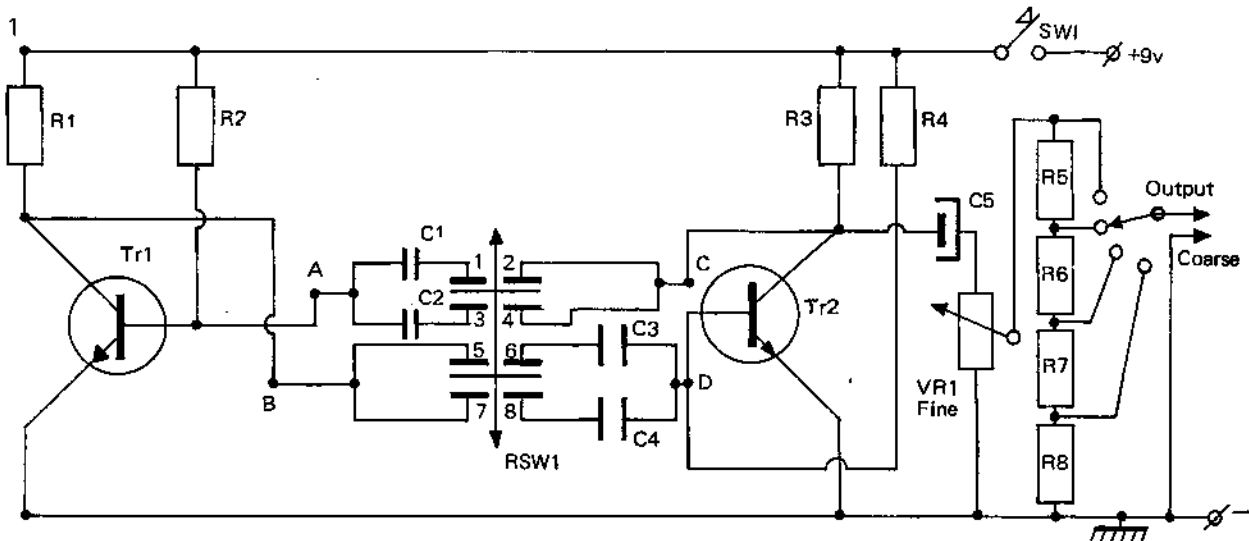 1
SWI
+9v
R1
R2
R3
R4
R5
Output
Coarse
C5
Tr1
A
C1
1
2
C
C2
3
4
C3
Tr2
R6
5
6
B
D
7
8
C4
VR1
Fine
R7
RSW1
R8
–